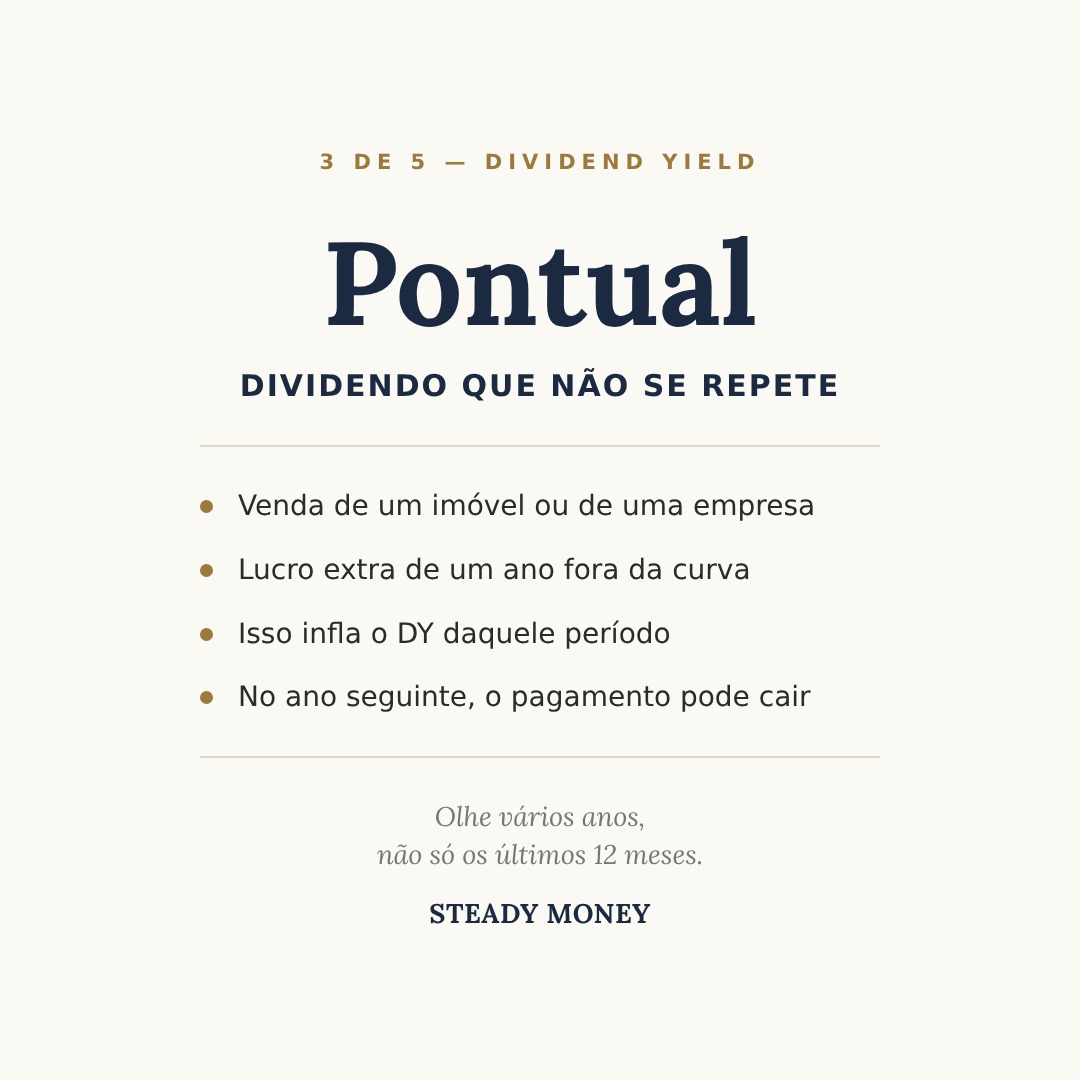 3 DE 5 — DIVIDEND YIELD
Pontual
DIVIDENDO QUE NÃO SE REPETE
Venda de um imóvel ou de uma empresa
Lucro extra de um ano fora da curva
Isso infla o DY daquele período
No ano seguinte, o pagamento pode cair
Olhe vários anos,
não só os últimos 12 meses.
STEADY MONEY